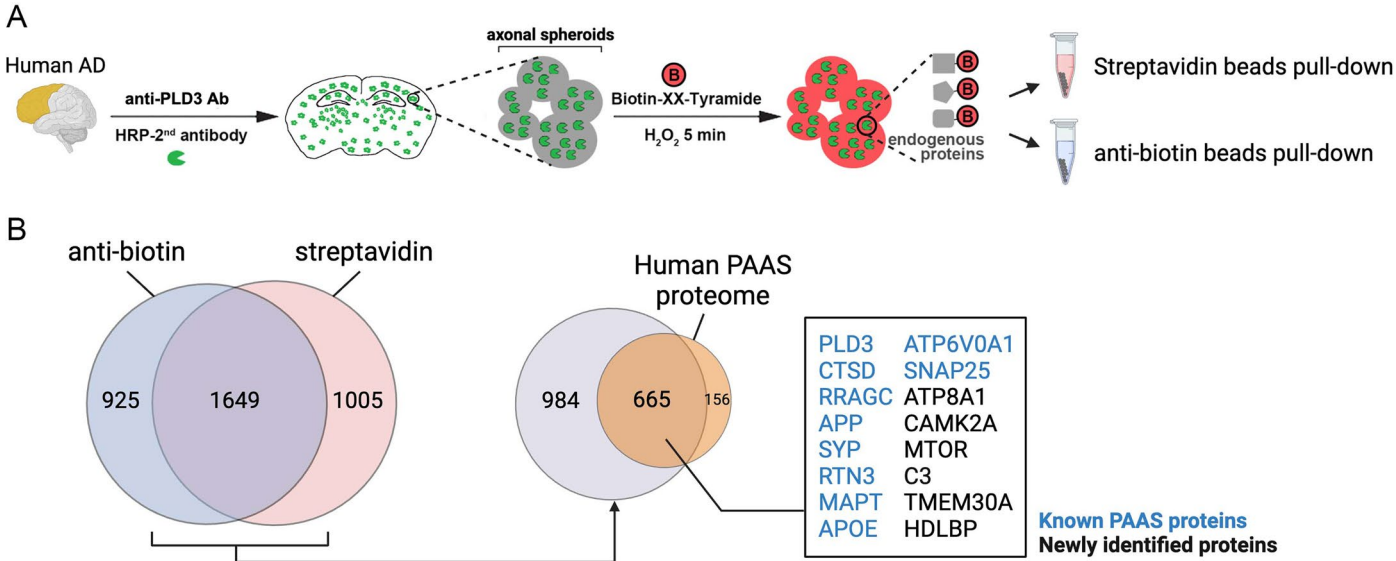 A
Human AD
anti-PLD3 Ab
HRP-2nd antibody
axonal spheroids
B
Biotin-XX-Tyramide
H2O2 5 min
B
B
B
endogenous
proteins
Streptavidin beads pull-down
anti-biotin beads pull-down
B
anti-biotin
streptavidin
925
1649
1005
Human PAAS
proteome
984
665
156
PLD3 ATP6V0A1
CTSD SNAP25
RRAGC ATP8A1
APP CAMK2A
SYP MTOR
RTN3 C3
MAPT TMEM30A
APOE HDLBP
Known PAAS proteins
Newly identified proteins